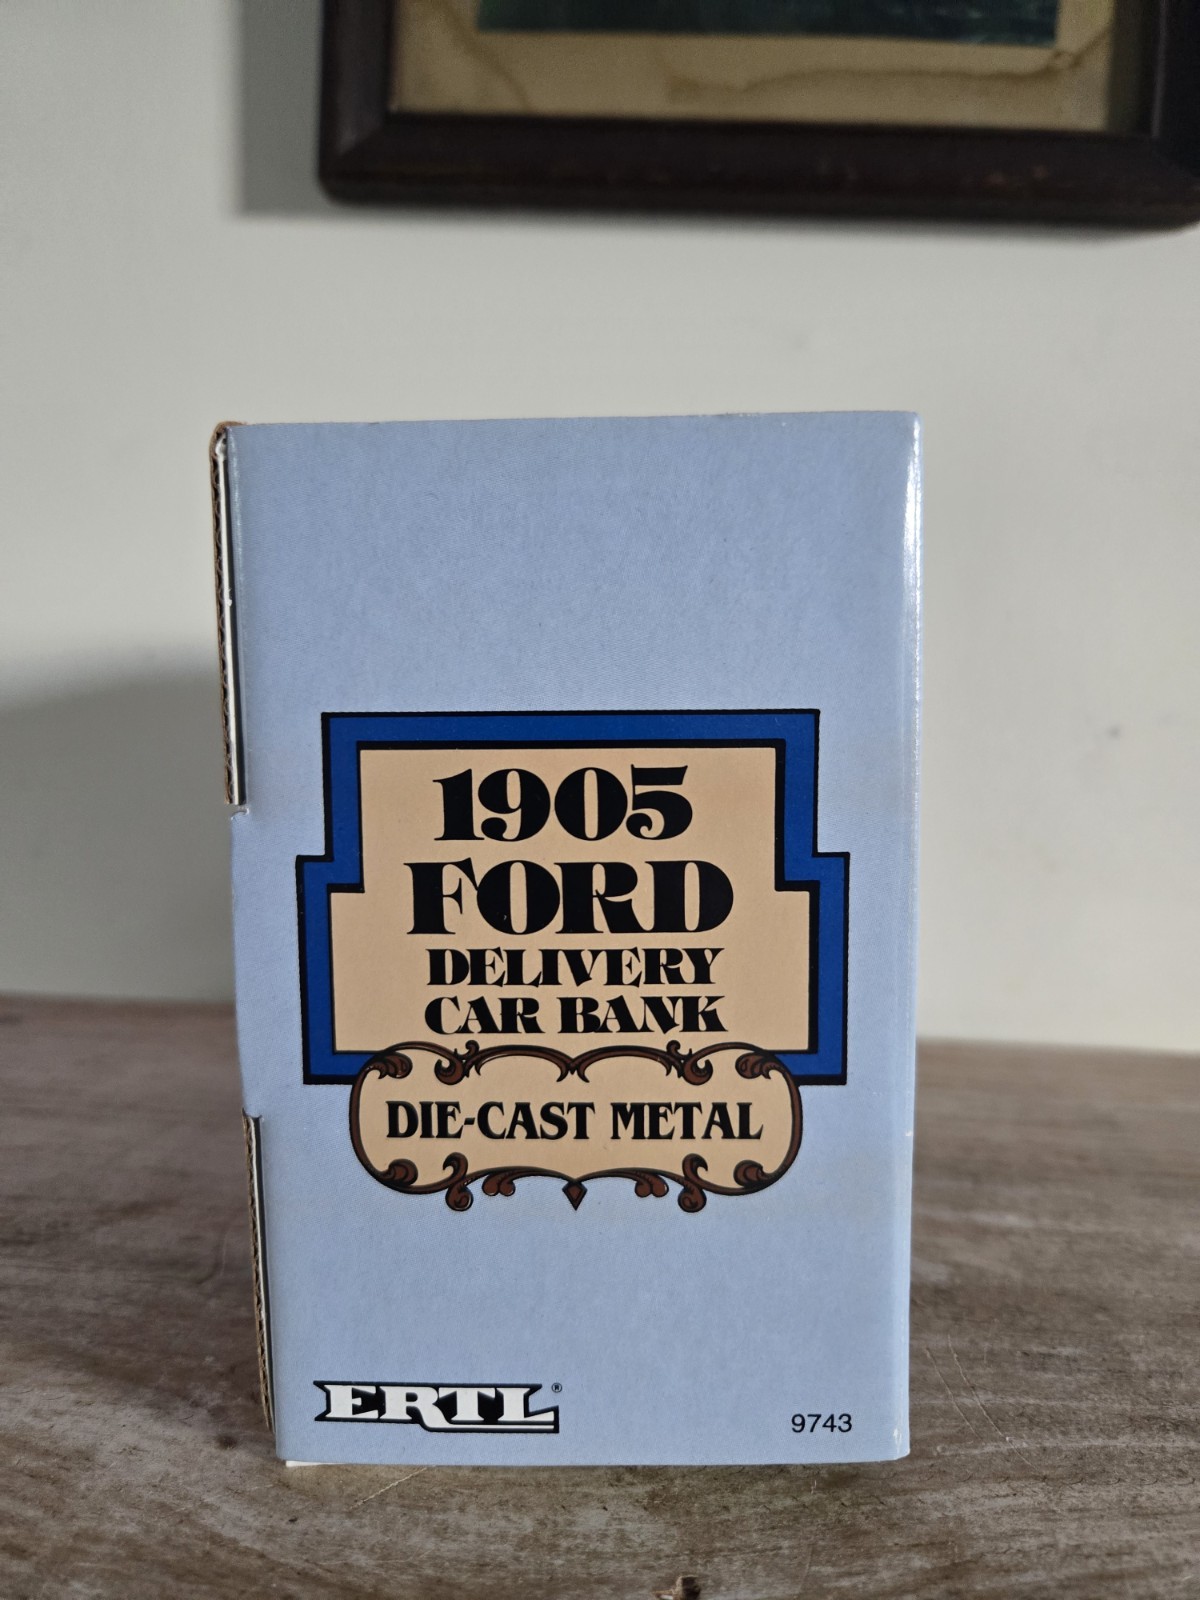 1905
FORD
DELIVERY
CAR BANK
DIE-CAST METAL
ERTL®
9743